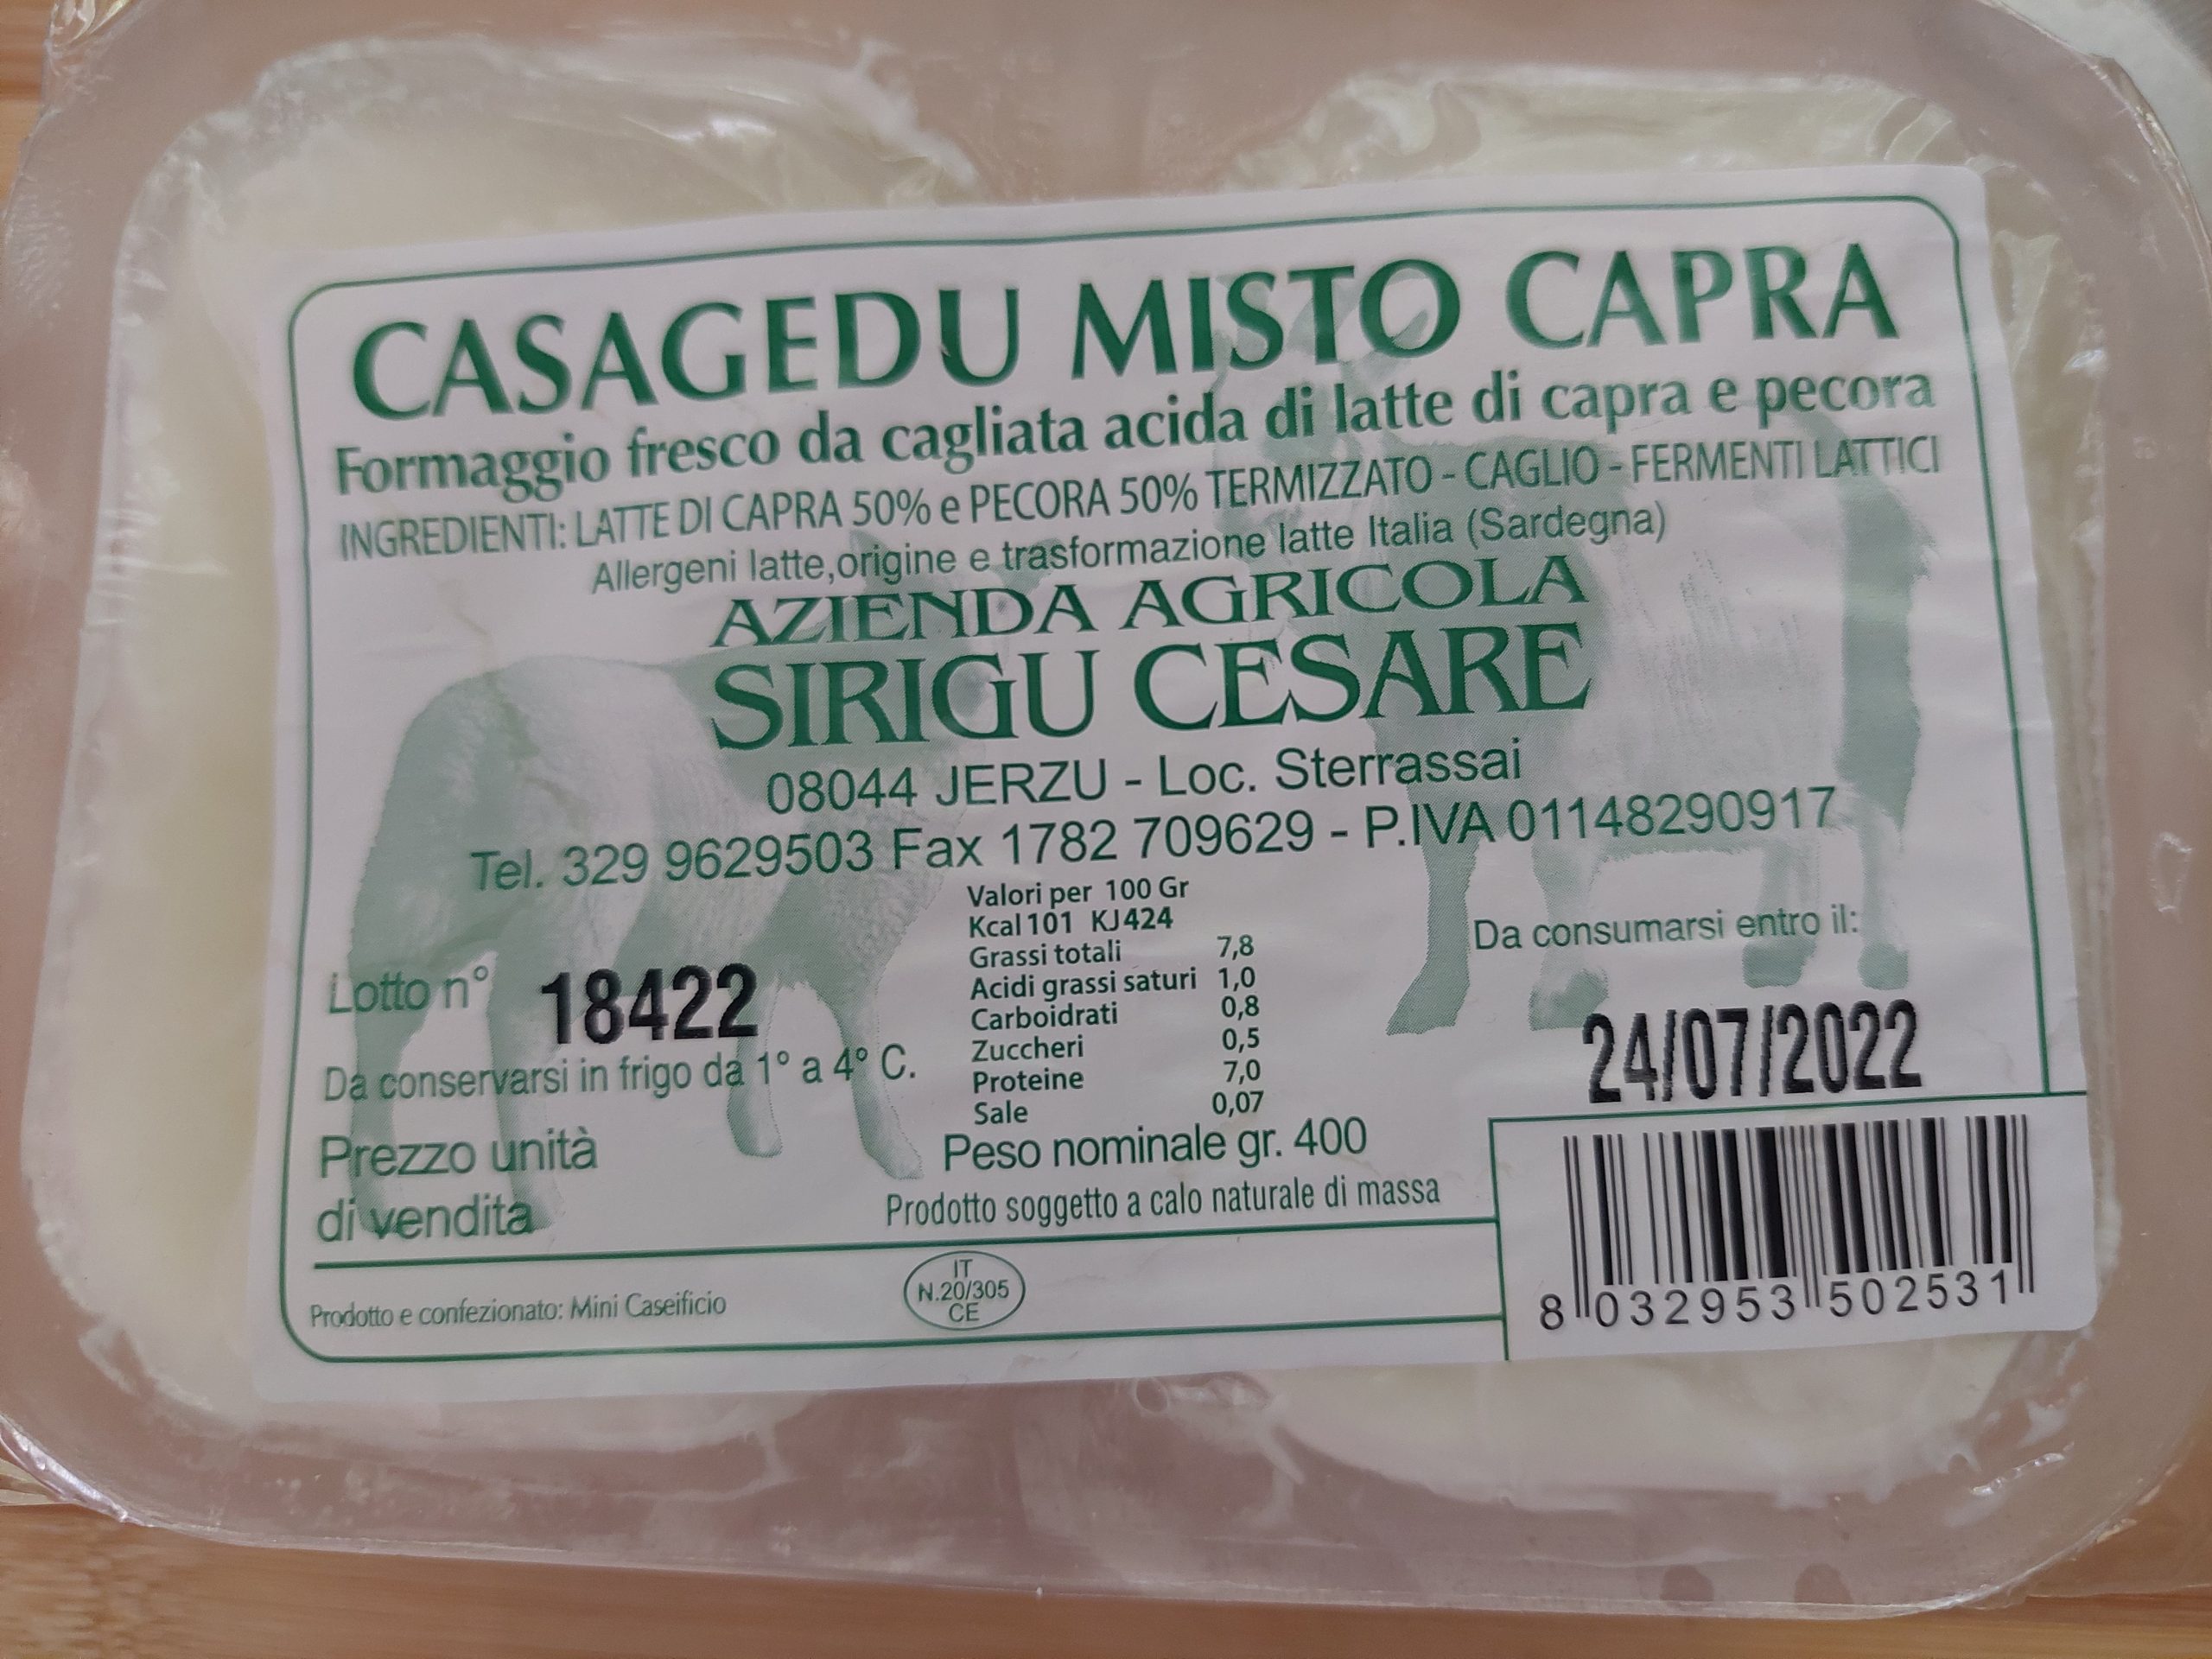 CASAGEDU MISTO CAPRA
Formaggio fresco da cagliata acida di latte di capra e pecora
INGREDIENTI: LATTE DI CAPRA 50% e PECORA 50% TERMIZZATO - CAGLIO - FERMENTI LATTICI
Allergeni latte,origine e trasformazione latte Italia (Sardegna)
AZIENDA AGRICOLA
SIRIGU CESARE
08044 JERZU - Loc. Sterrassai
Tel. 329 9629503 Fax 1782 709629 - P.IVA 01148290917
Valori per 100 Gr
Kcal 101 KJ 424
Grassi totali 7,8
Acidi grassi saturi 1,0
Carboidrati 0,8
Zuccheri 0,5
Proteine 7,0
Sale 0,07
Lotto n° 18422
Da conservarsi in frigo da 1° a 4° C.
Prezzo unità
di vendita
Peso nominale gr. 400
Prodotto soggetto a calo naturale di massa
Da consumarsi entro il:
24/07/2022
Prodotto e confezionato: Mini Caseificio
IT
N.20/305
CE
8 032953 502531